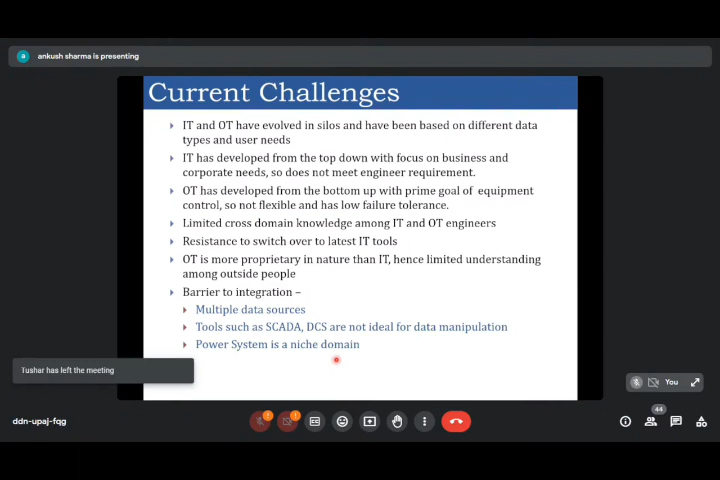 a ankush sharma is presenting
Current Challenges
IT and OT have evolved in silos and have been based on different data
types and user needs
IT has developed from the top down with focus on business and
corporate needs, so does not meet engineer requirement.
OT has developed from the bottom up with prime goal of equipment
control, so not flexible and has low failure tolerance.
Limited cross domain knowledge among IT and OT engineers
Resistance to switch over to latest IT tools
OT is more proprietary in nature than IT, hence limited understanding
among outside people
Barrier to integration –
Multiple data sources
Tools such as SCADA, DCS are not ideal for data manipulation
Power System is a niche domain
Tushar has left the meeting
You
44
ddn-upaj-fqg